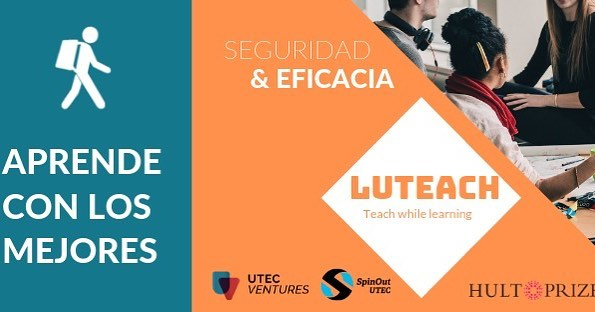 APRENDE
CON LOS
MEJORES
SEGURIDAD
& EFICACIA
LUTEACH
Teach while learning
UTEC
VENTURES
SpinOut
UTEC
HULT PRIZE